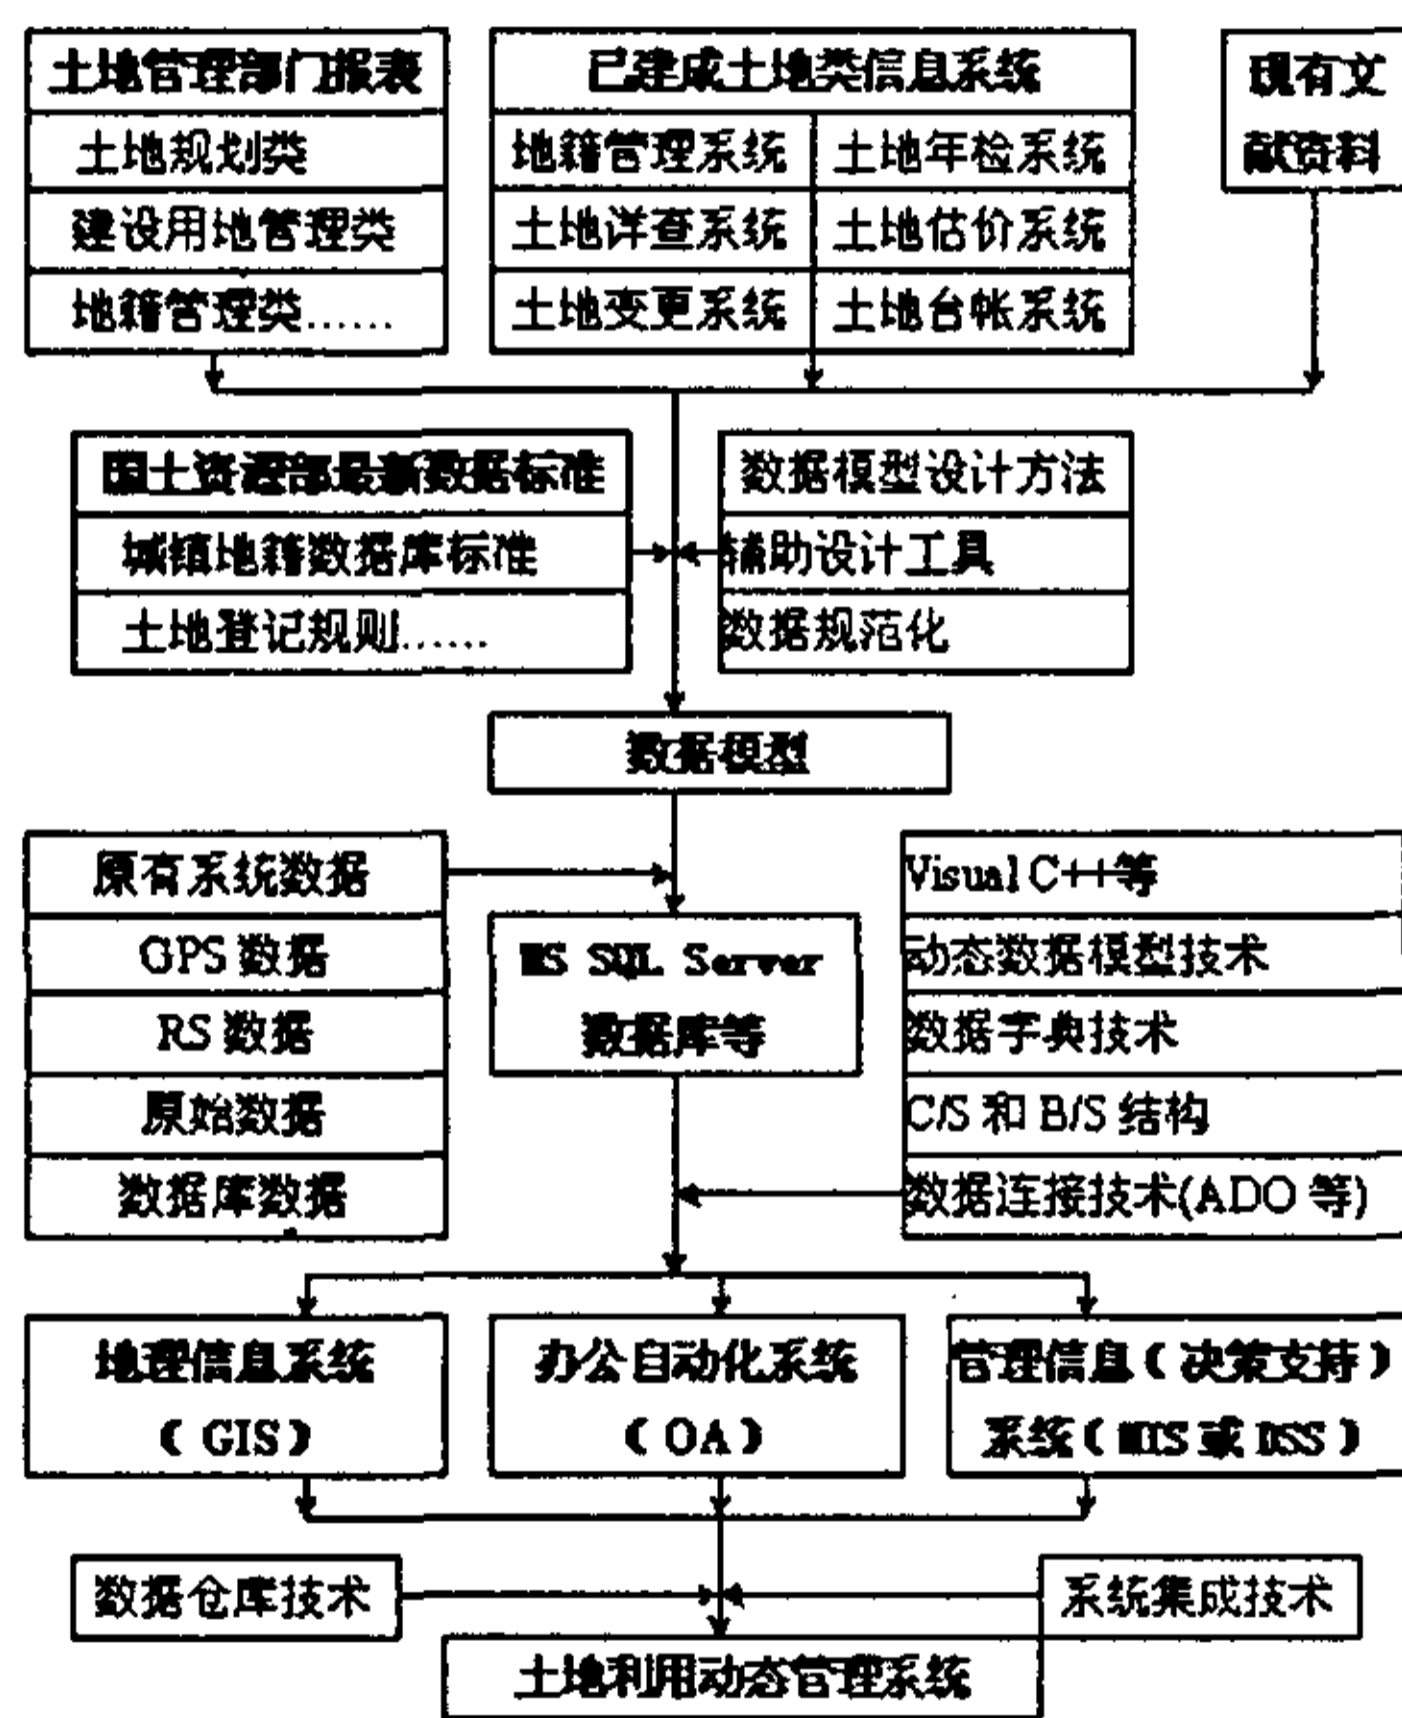 土地管理部门报表
土地规划类
建设用地管理类
地籍管理类……
已建成土地类信息系统
地籍管理系统
土地年检系统
土地详查系统
土地估价系统
土地变更系统
土地台帐系统
现有文
献资料
国土资源部最新数据标准
城镇地籍数据库标准
土地登记规则……
数据模型设计方法
辅助设计工具
数据规范化
数据模型
原有系统数据
GPS 数据
RS 数据
原始数据
数据库数据
MS SQL Server
数据库等
Visual C++等
动态数据模型技术
数据字典技术
C/S 和 B/S 结构
数据连接技术(ADO 等)
地理信息系统
（GIS）
办公自动化系统
（OA）
管理信息（决策支持）
系统（MIS 或 DSS）
数据仓库技术
系统集成技术
土地利用动态管理系统